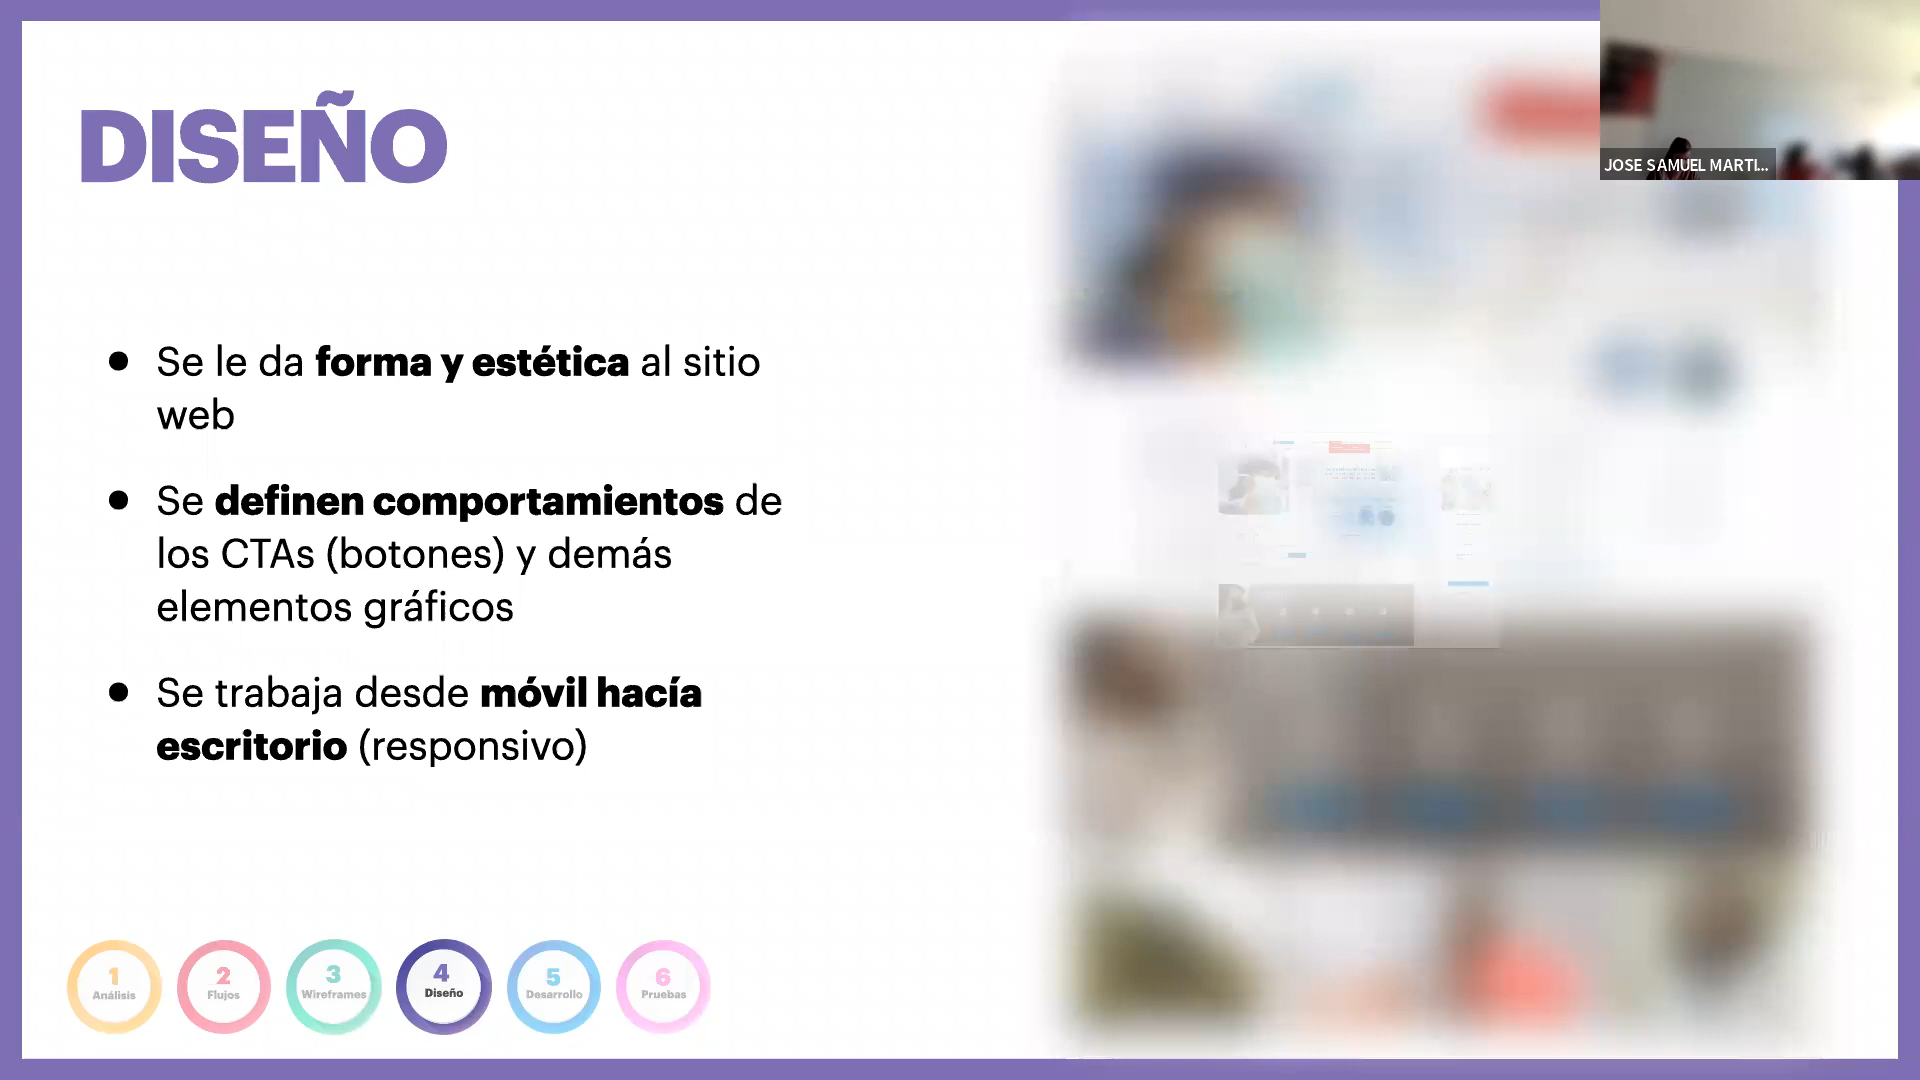 DISEÑO
JOSE SAMUEL MARTI...
● Se le da forma y estética al sitio
web
● Se definen comportamientos de
los CTAs (botones) y demás
elementos gráficos
● Se trabaja desde móvil hacía
escritorio (responsivo)
1 2 3 4 5 6
Análisis Flujos Wireframes Diseño Desarrollo Pruebas